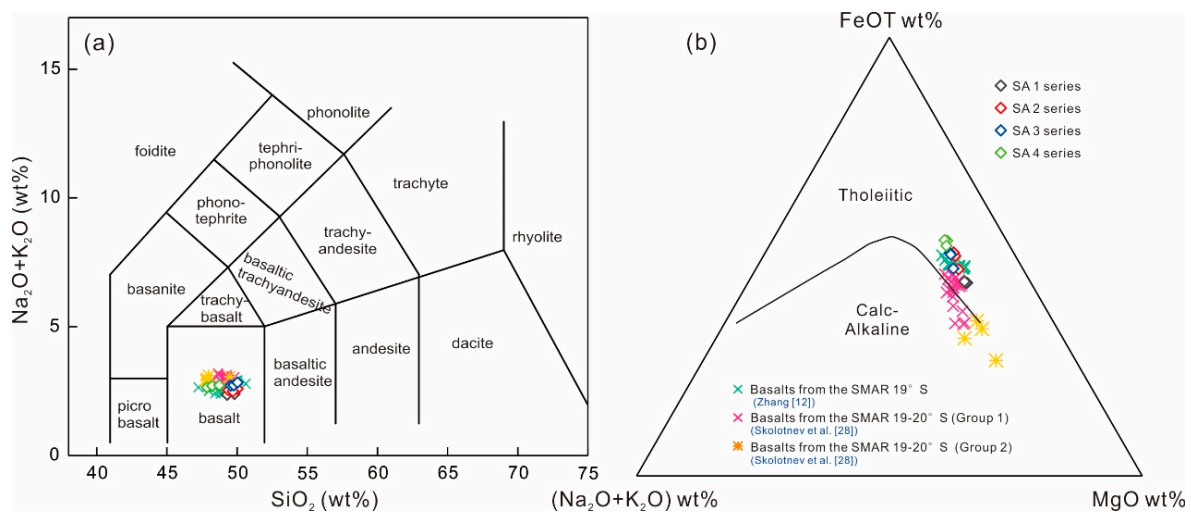 (a)
Na₂O+K₂O (wt%)
15
10
5
0
40
45
50
55
60
65
70
75
SiO₂ (wt%)
foidite
phonolite
tephri-
phonolite
phono-
tephrite
trachyte
trachy-
andesite
rhyolite
basanite
basaltic
trachyandesite
trachy-
basalt
picro
basalt
basalt
basaltic
andesite
andesite
dacite
(b)
FeOT wt%
SA 1 series
SA 2 series
SA 3 series
SA 4 series
Tholeiitic
Calc-
Alkaline
Basalts from the SMAR 19° S
(Zhang [12])
Basalts from the SMAR 19-20° S (Group 1)
(Skolotnev et al. [28])
Basalts from the SMAR 19-20° S (Group 2)
(Skolotnev et al. [28])
(Na₂O+K₂O) wt%
MgO wt%